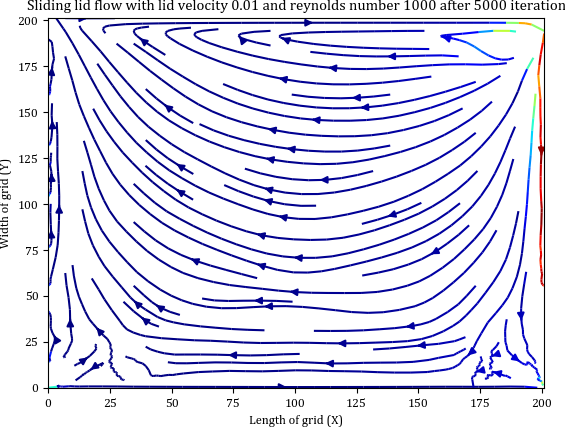 Sliding lid flow with lid velocity 0.01 and reynolds number 1000 after 5000 iteration
200
175
150
125
100
75
50
25
0
Width of grid (Y)
0 25 50 75 100 125 150 175 200
Length of grid (X)